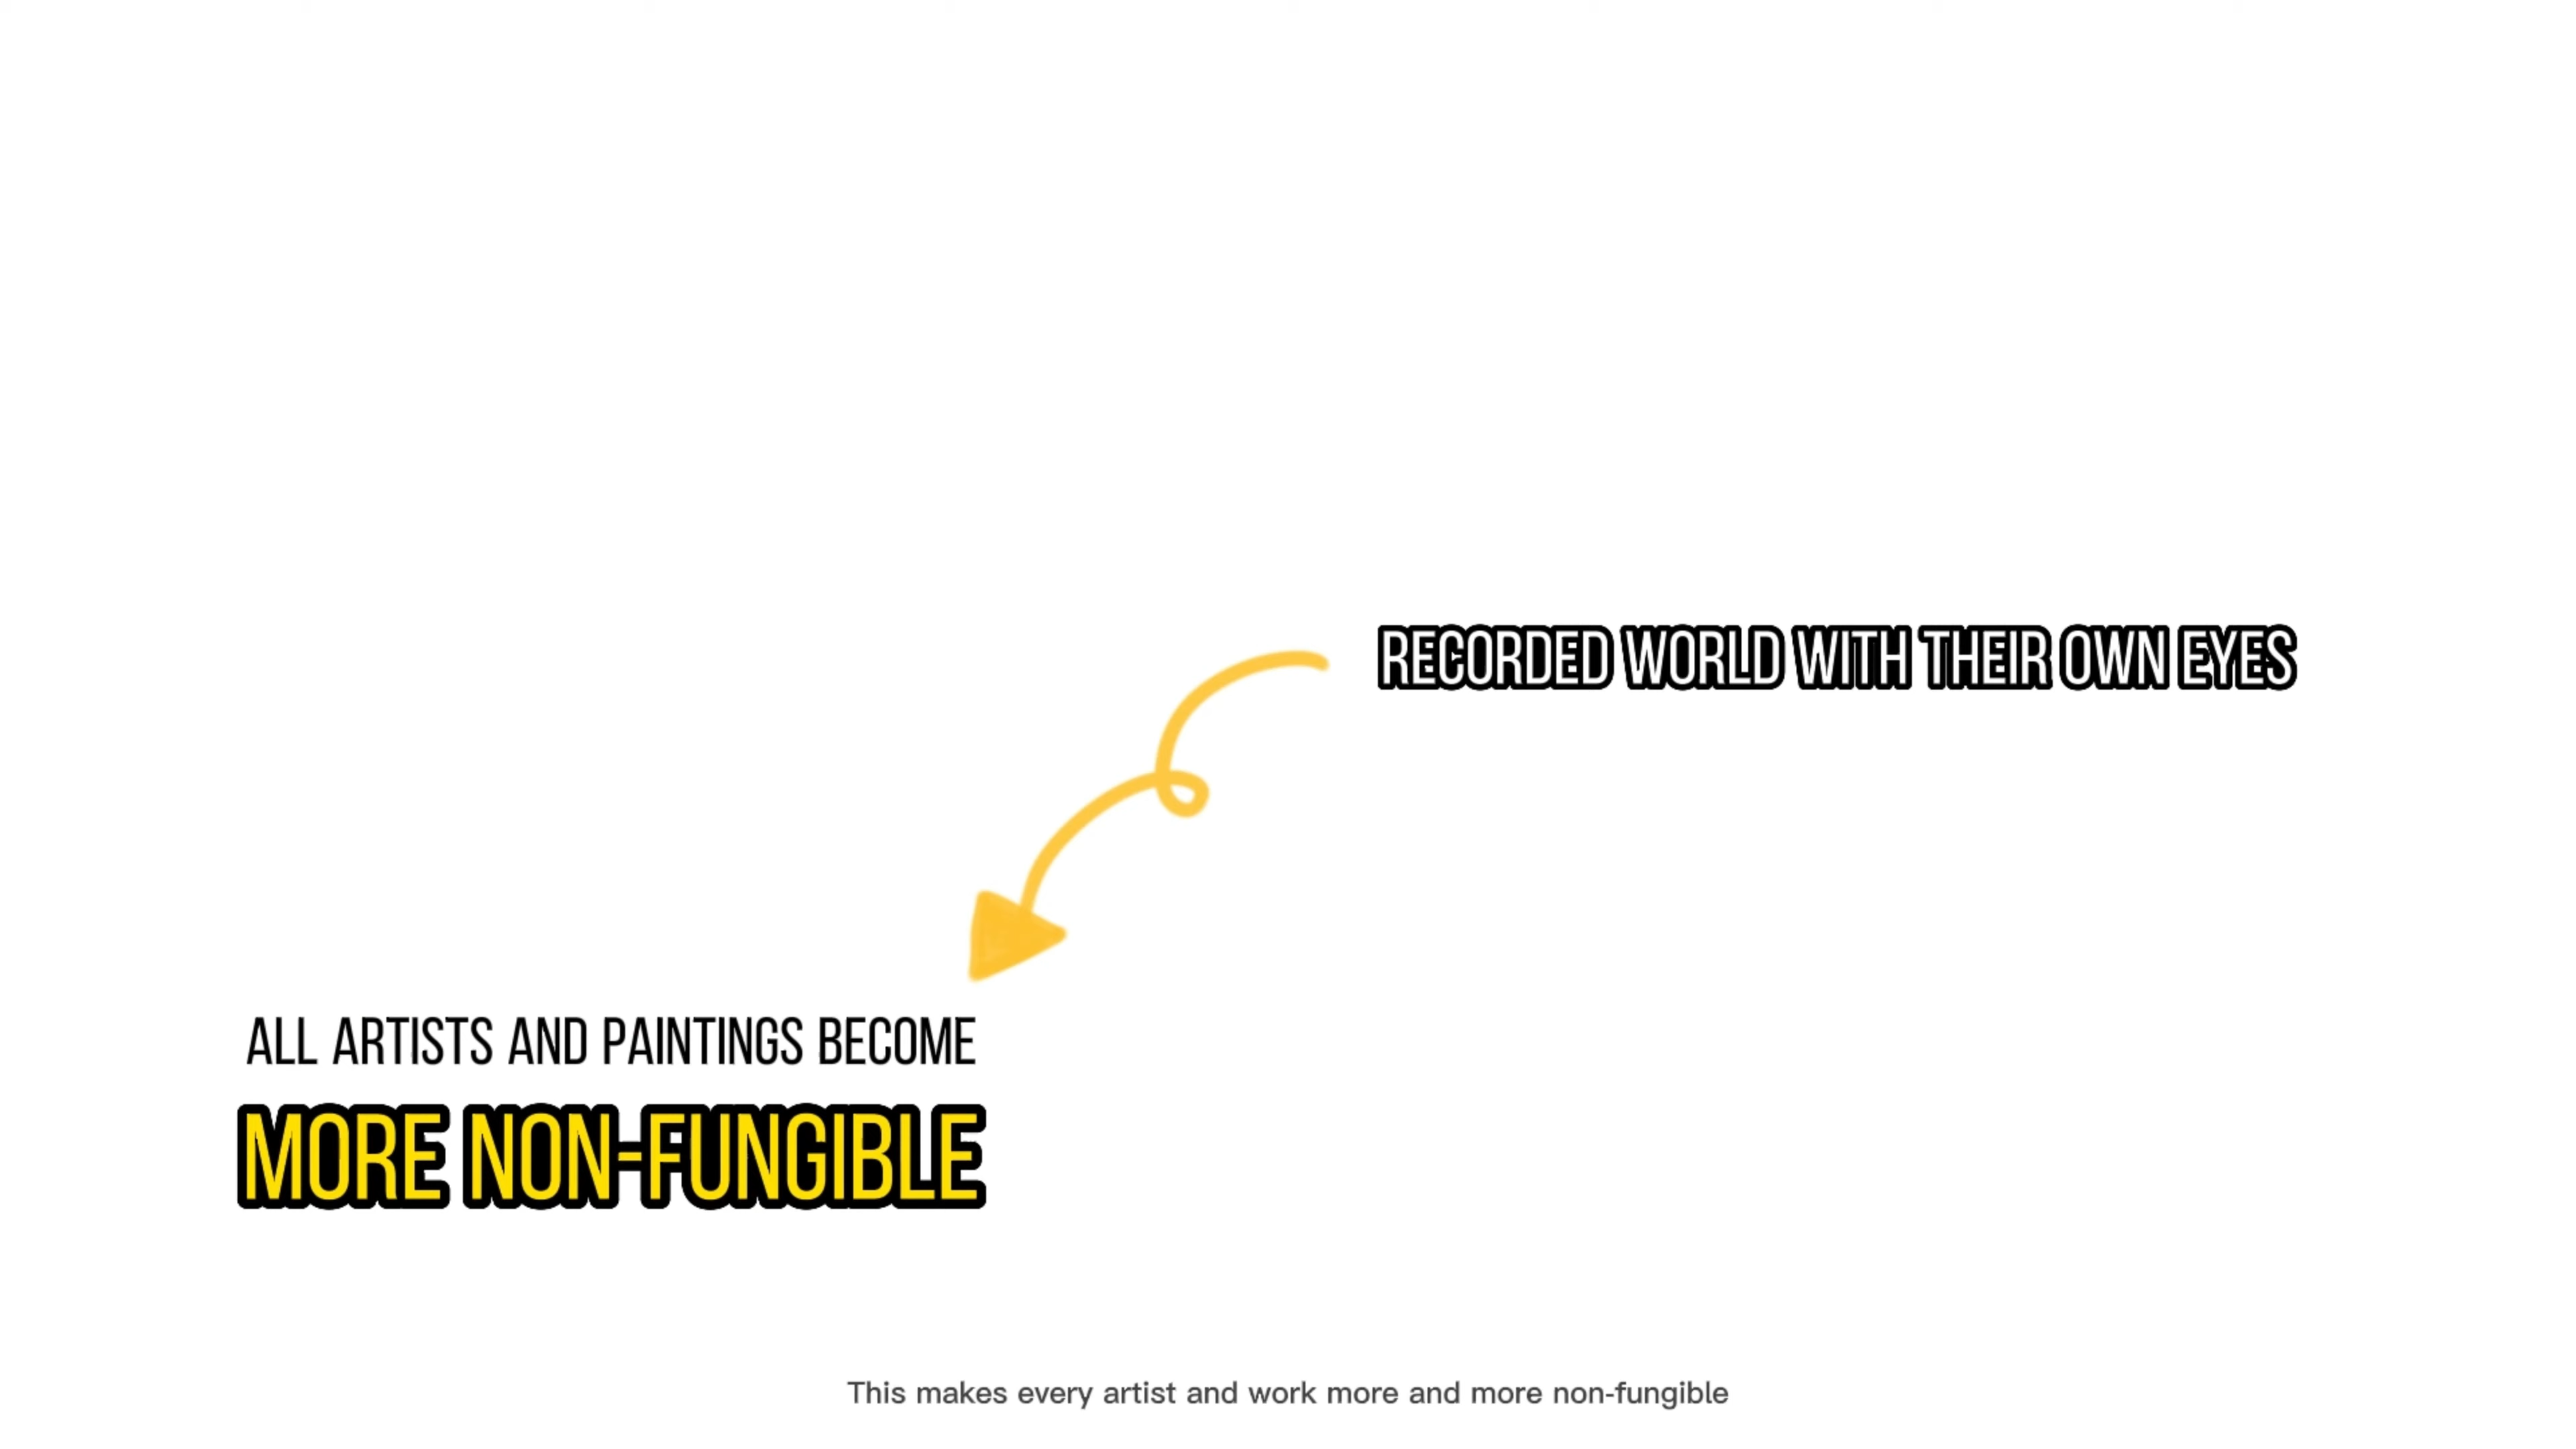 RECORDED WORLD WITH THEIR OWN EYES
ALL ARTISTS AND PAINTINGS BECOME
MORE NON-FUNGIBLE
This makes every artist and work more and more non-fungible